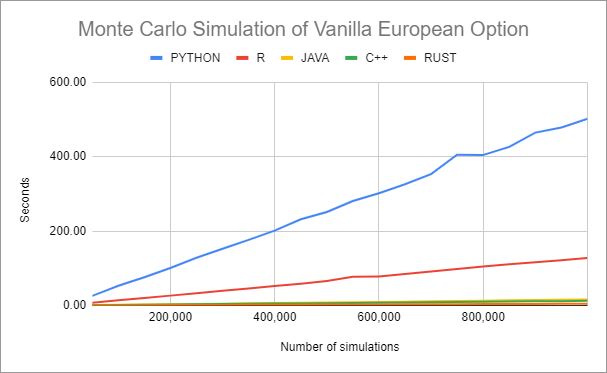 Monte Carlo Simulation of Vanilla European Option
PYTHON R JAVA C++ RUST
600.00
400.00
200.00
0.00
Seconds
200,000 400,000 600,000 800,000
Number of simulations